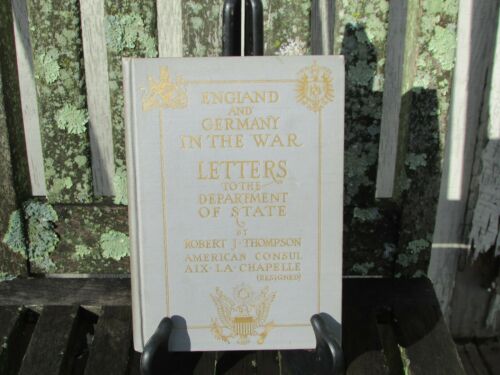 ENGLAND
AND
GERMANY
IN THE WAR
LETTERS
TO THE
DEPARTMENT
OF STATE
BY
ROBERT J. THOMPSON
AMERICAN CONSUL
AIX-LA-CHAPELLE
(RESIGNED)